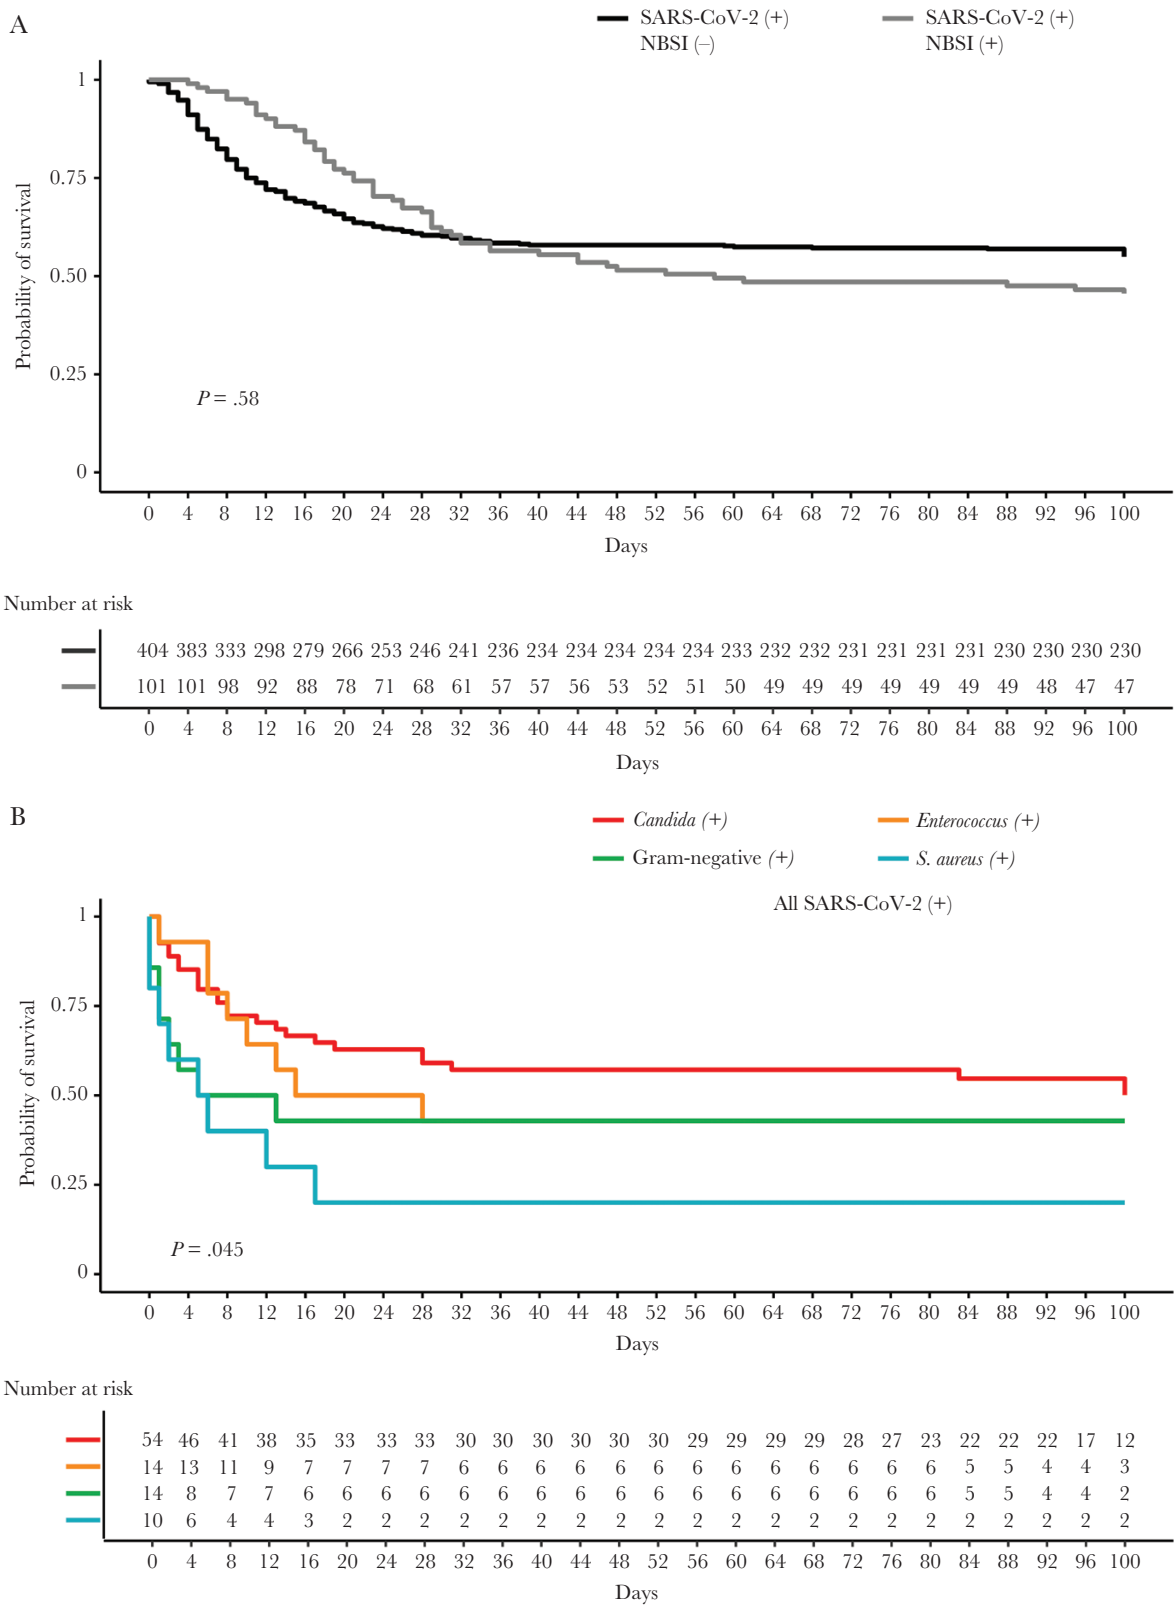 A
SARS-CoV-2 (+) SARS-CoV-2 (+)
NBSI (–) NBSI (+)
1
0.75
0.50
0.25
0
Probability of survival
P = .58
0 4 8 12 16 20 24 28 32 36 40 44 48 52 56 60 64 68 72 76 80 84 88 92 96 100
Days
Number at risk
404 383 333 298 279 266 253 246 241 236 234 234 234 234 234 233 232 232 231 231 231 231 230 230 230 230
101 101 98 92 88 78 71 68 61 57 57 56 53 52 51 50 49 49 49 49 49 49 49 48 47 47
0 4 8 12 16 20 24 28 32 36 40 44 48 52 56 60 64 68 72 76 80 84 88 92 96 100
Days
B
Candida (+) Enterococcus (+)
Gram-negative (+) S. aureus (+)
All SARS-CoV-2 (+)
1
0.75
0.50
0.25
0
Probability of survival
P = .045
0 4 8 12 16 20 24 28 32 36 40 44 48 52 56 60 64 68 72 76 80 84 88 92 96 100
Days
Number at risk
54 46 41 38 35 33 33 33 30 30 30 30 30 30 29 29 29 29 28 27 23 22 22 22 17 12
14 13 11 9 7 7 7 7 6 6 6 6 6 6 6 6 6 6 6 6 6 5 5 4 4 3
14 8 7 7 6 6 6 6 6 6 6 6 6 6 6 6 6 6 6 6 6 5 5 4 4 2
10 6 4 4 3 2 2 2 2 2 2 2 2 2 2 2 2 2 2 2 2 2 2 2 2 2
0 4 8 12 16 20 24 28 32 36 40 44 48 52 56 60 64 68 72 76 80 84 88 92 96 100
Days